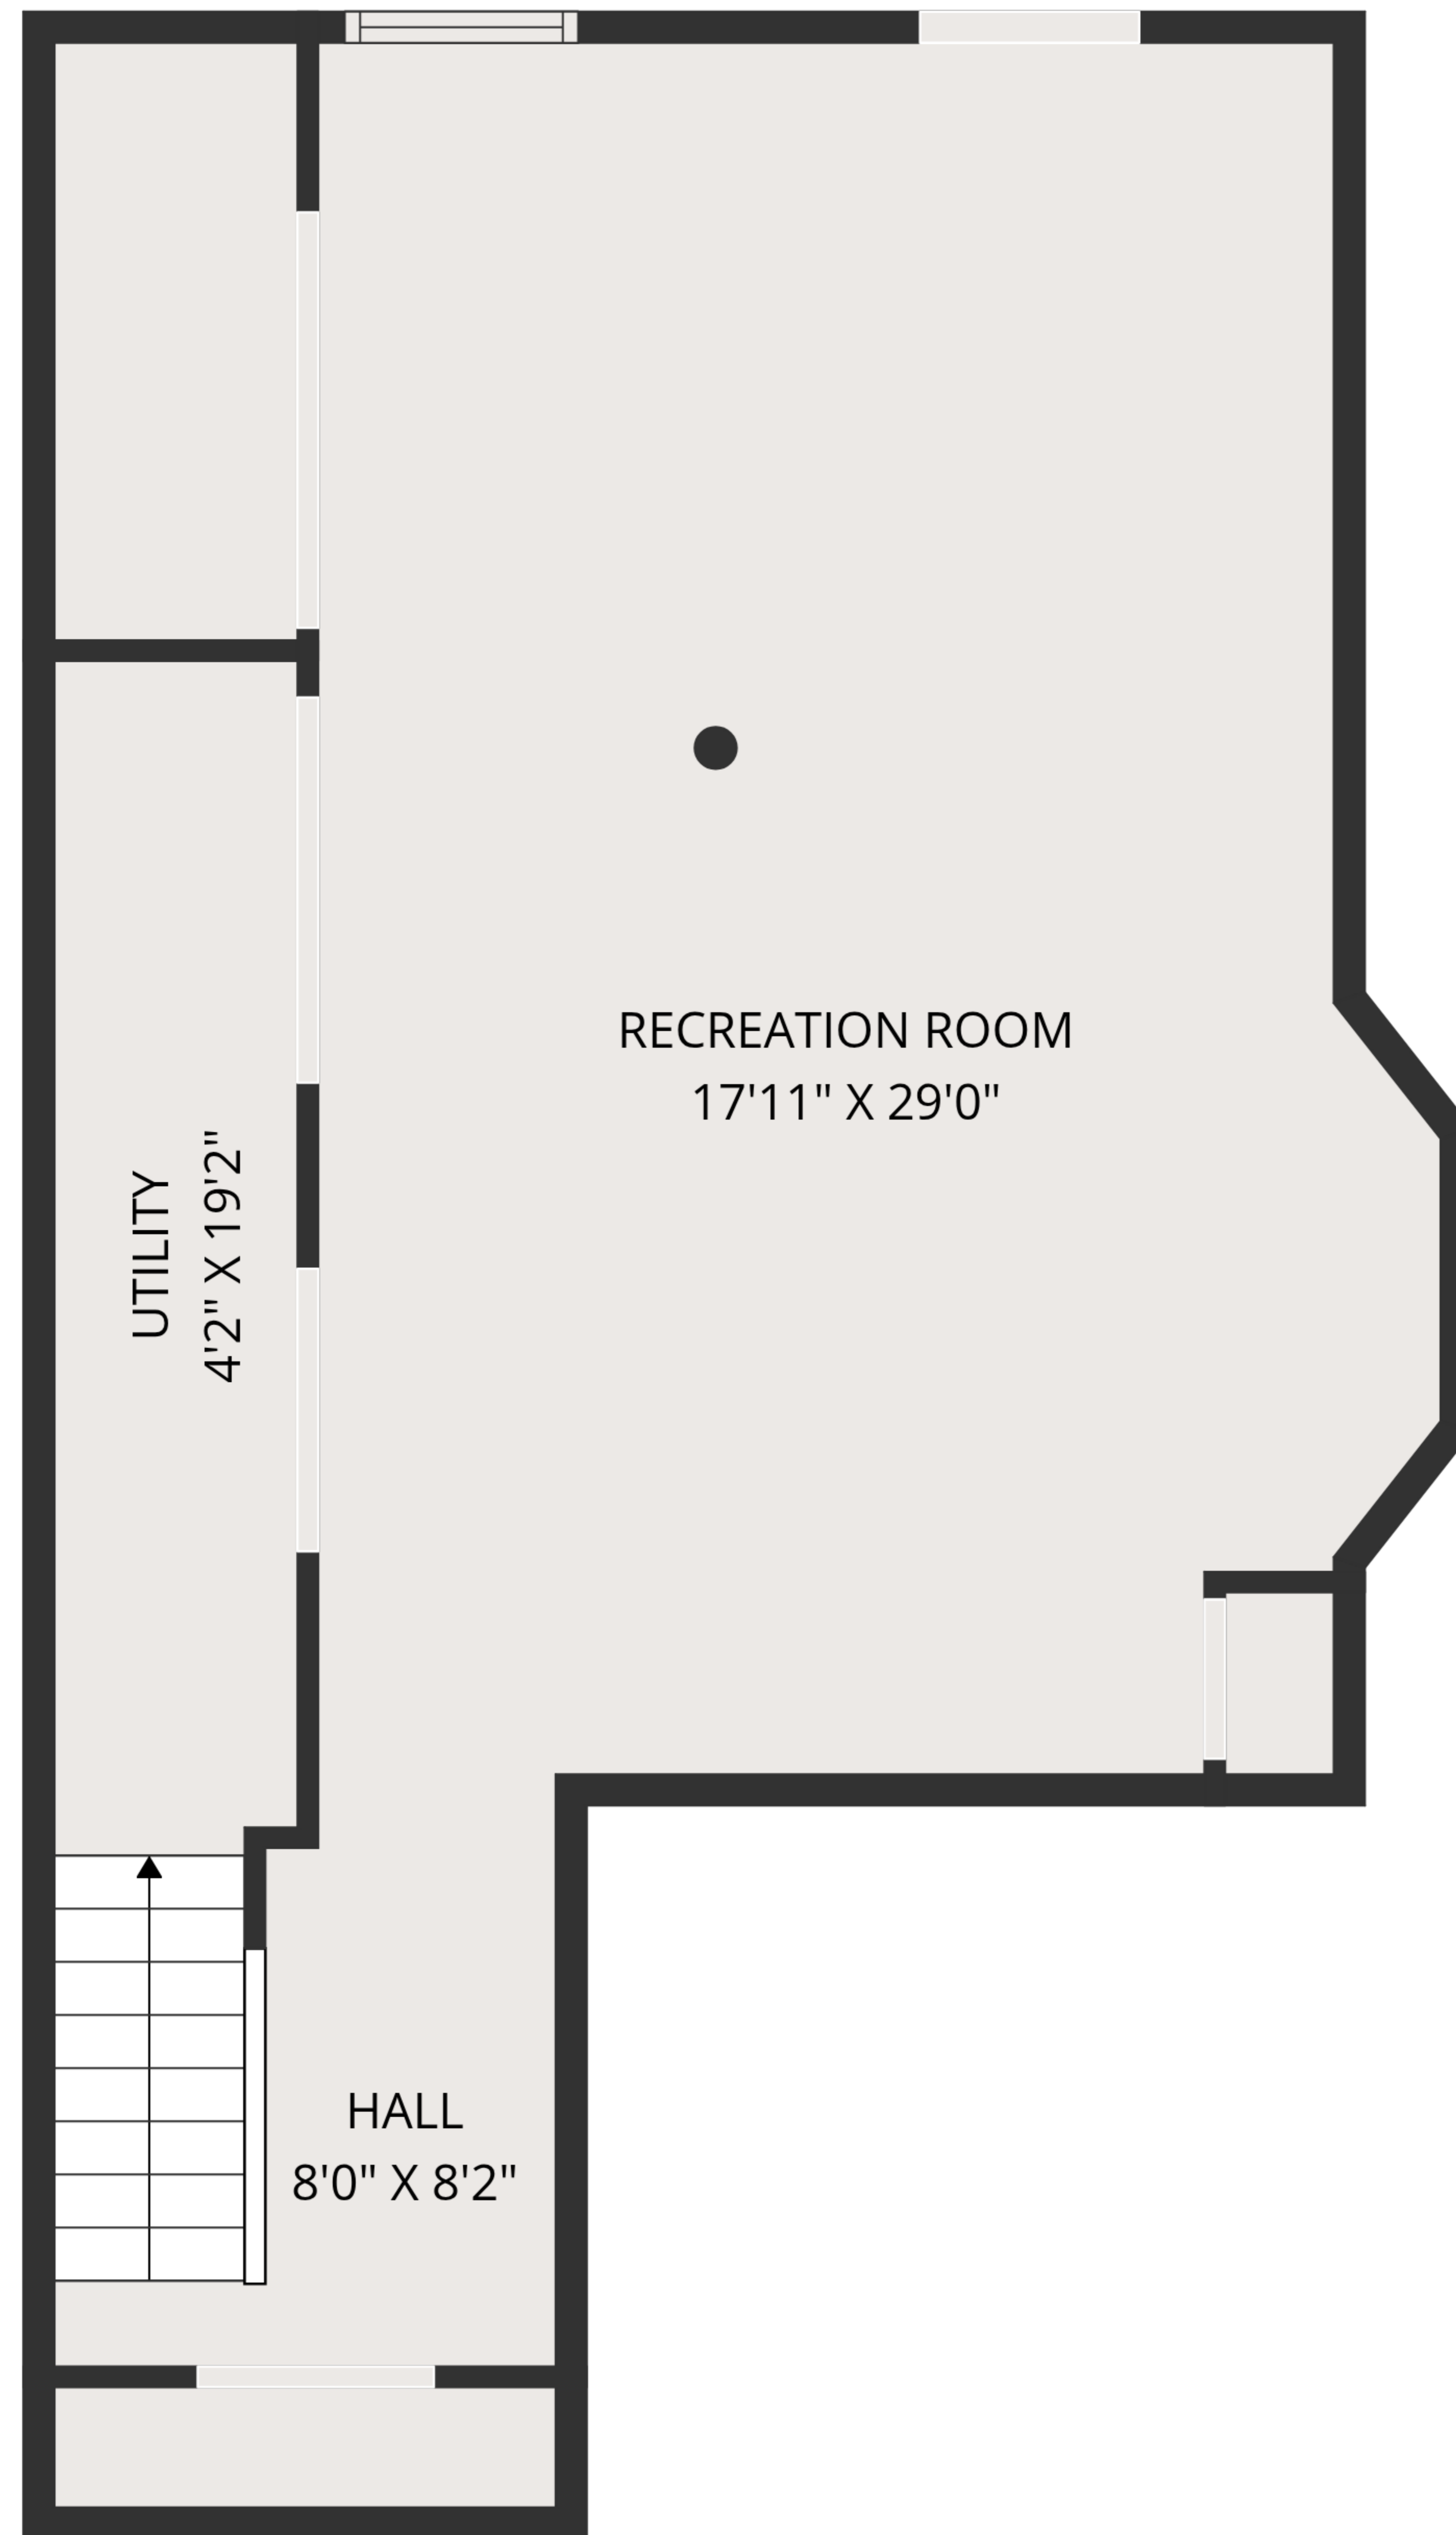 RECREATION ROOM
17'11" X 29'0"
UTILITY
4'2" X 19'2"
HALL
8'0" X 8'2"